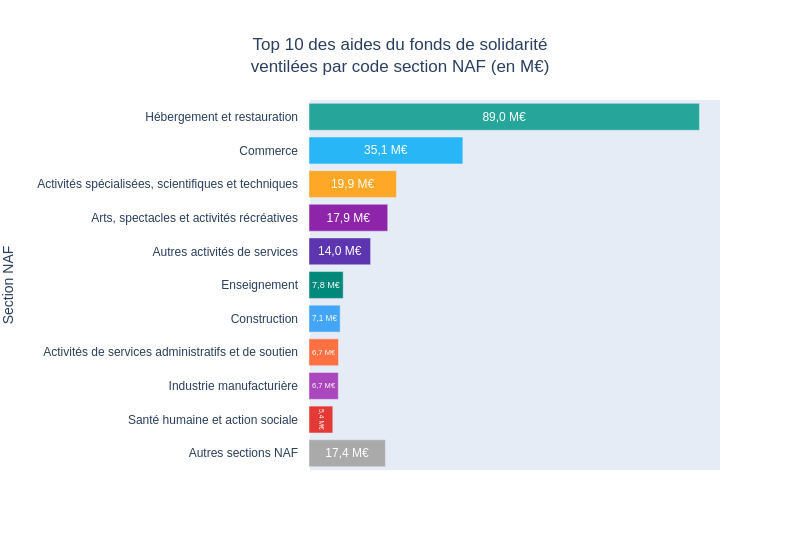 Top 10 des aides du fonds de solidarité
ventilées par code section NAF (en M€)
Section NAF
Hébergement et restauration 89,0 M€
Commerce 35,1 M€
Activités spécialisées, scientifiques et techniques 19,9 M€
Arts, spectacles et activités récréatives 17,9 M€
Autres activités de services 14,0 M€
Enseignement 7,8 M€
Construction 7,1 M€
Activités de services administratifs et de soutien 6,7 M€
Industrie manufacturière 6,7 M€
Santé humaine et action sociale 5,4 M€
Autres sections NAF 17,4 M€